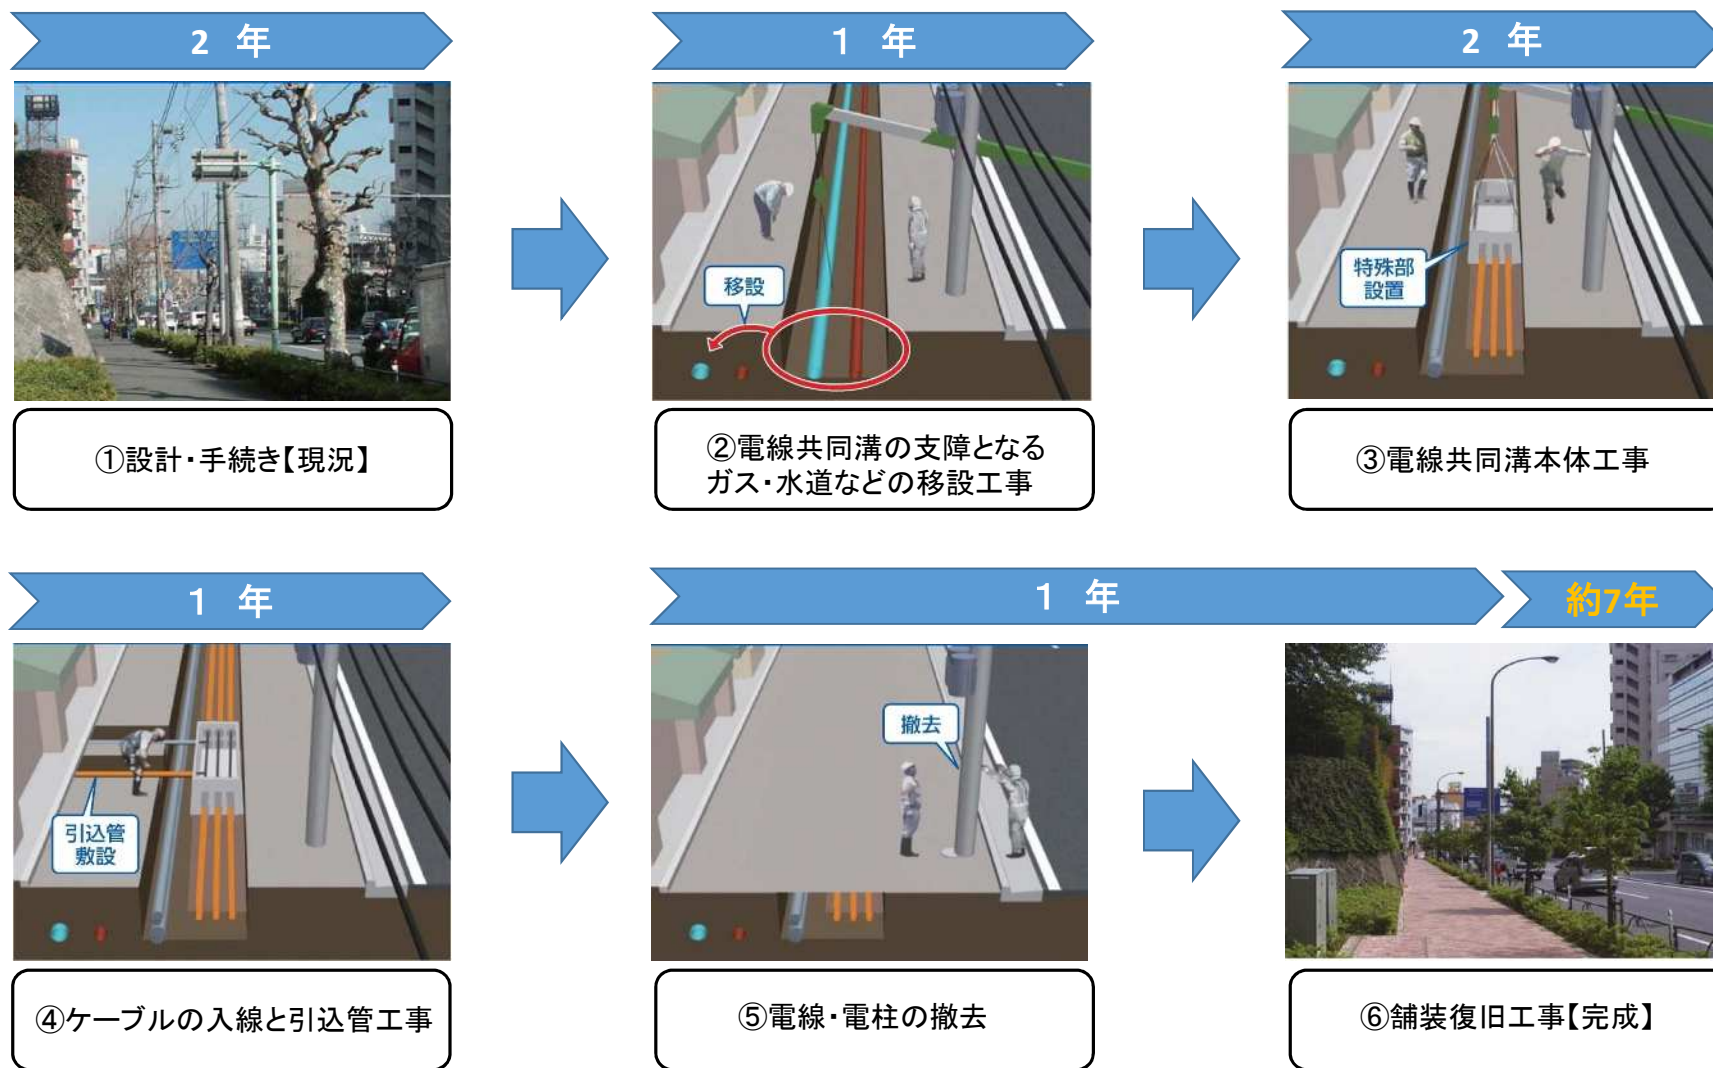 2 年
1 年
2 年
移設
特殊部
設置
①設計・手続き【現況】
②電線共同溝の支障となる
ガス・水道などの移設工事
③電線共同溝本体工事
1 年
1 年
約7年
引込管
敷設
撤去
④ケーブルの入線と引込管工事
⑤電線・電柱の撤去
⑥舗装復旧工事【完成】